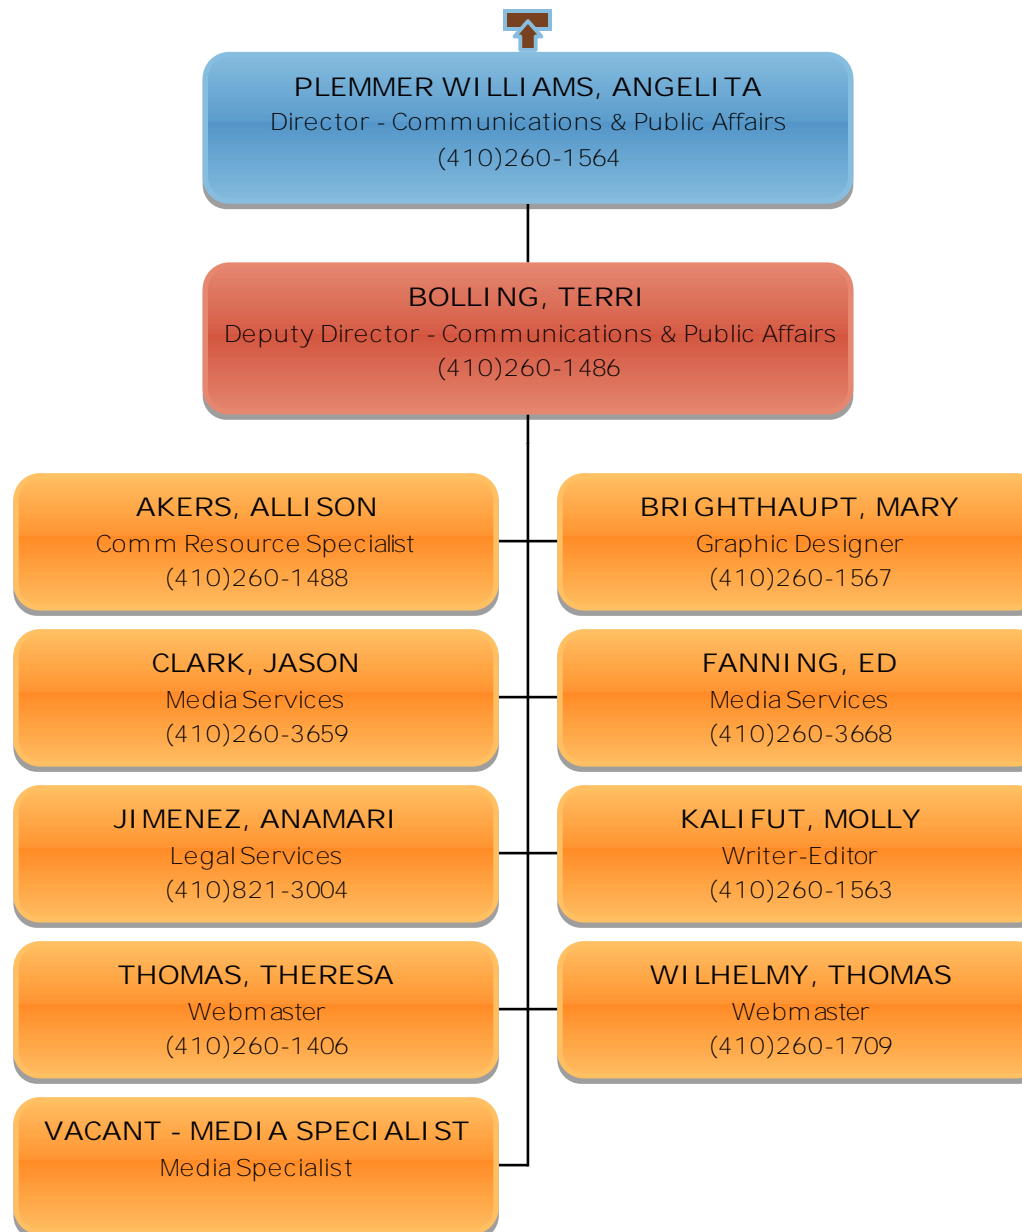 PLEMMER WILLIAMS, ANGELITA
Director - Communications & Public Affairs
(410)260-1564
BOLLING, TERRI
Deputy Director - Communications & Public Affairs
(410)260-1486
AKERS, ALLISON
Comm Resource Specialist
(410)260-1488
BRIGHTHAUPT, MARY
Graphic Designer
(410)260-1567
CLARK, JASON
Media Services
(410)260-3659
FANNING, ED
Media Services
(410)260-3668
JIMENEZ, ANAMARI
Legal Services
(410)821-3004
KALIFUT, MOLLY
Writer-Editor
(410)260-1563
THOMAS, THERESA
Webmaster
(410)260-1406
WILHELMY, THOMAS
Webmaster
(410)260-1709
VACANT - MEDIA SPECIALIST
Media Specialist